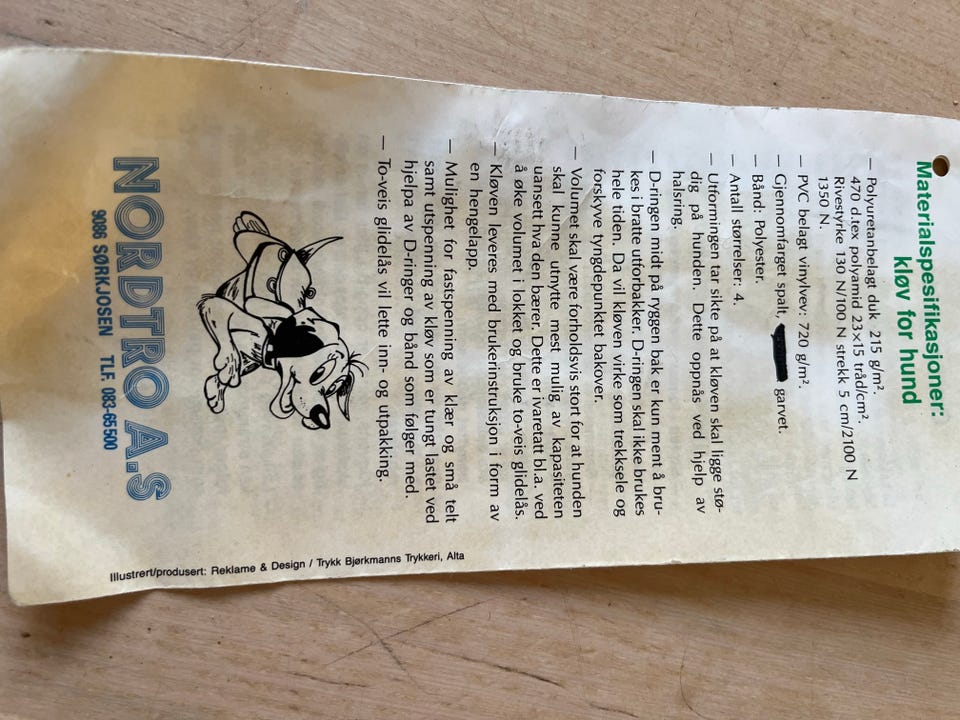 Materialspesifikasjoner:
kløv for hund
— Polyuretanbelagt duk 215 g/m².
470 d.tex polyamid 23×15 tråd/cm².
Rivestyrke 130 N/100 N strekk 5 cm/2100 N
1350 N.
— PVC belagt vinylvev: 720 g/m².
— Gjennomfarget spalt, garvet.
— Bånd: Polyester.
— Antall størrelser: 4.
— Utformingen tar sikte på at kløven skal ligge stø-
dig på hunden. Dette oppnås ved hjelp av
halsring.
— D-ringen midt på ryggen bak er kun ment å bru-
kes i bratte utforbakker. D-ringen skal ikke brukes
hele tiden. Da vil kløven virke som trekksele og
forskyve tyngdepunktet bakover.
— Volumet skal være forholdsvis stort for at hunden
skal kunne utnytte mest mulig av kapasiteten
uansett hva den bærer. Dette er ivaretatt bl.a. ved
å øke volumet i lokket og bruke to-veis glidelås.
— Kløven leveres med brukerinstruksjon i form av
en hengelapp.
— Mulighet for fastspenning av klær og små telt
samt utspenning av kløv som er tungt lastet ved
hjelpa av D-ringer og bånd som følger med.
— To-veis glidelås vil lette inn- og utpakking.
NORDTRO A.S
9086 SØRKJOSEN TLF. 083-65500
Illustrert/produsert: Reklame & Design / Trykk Bjørkmanns Trykkeri, Alta